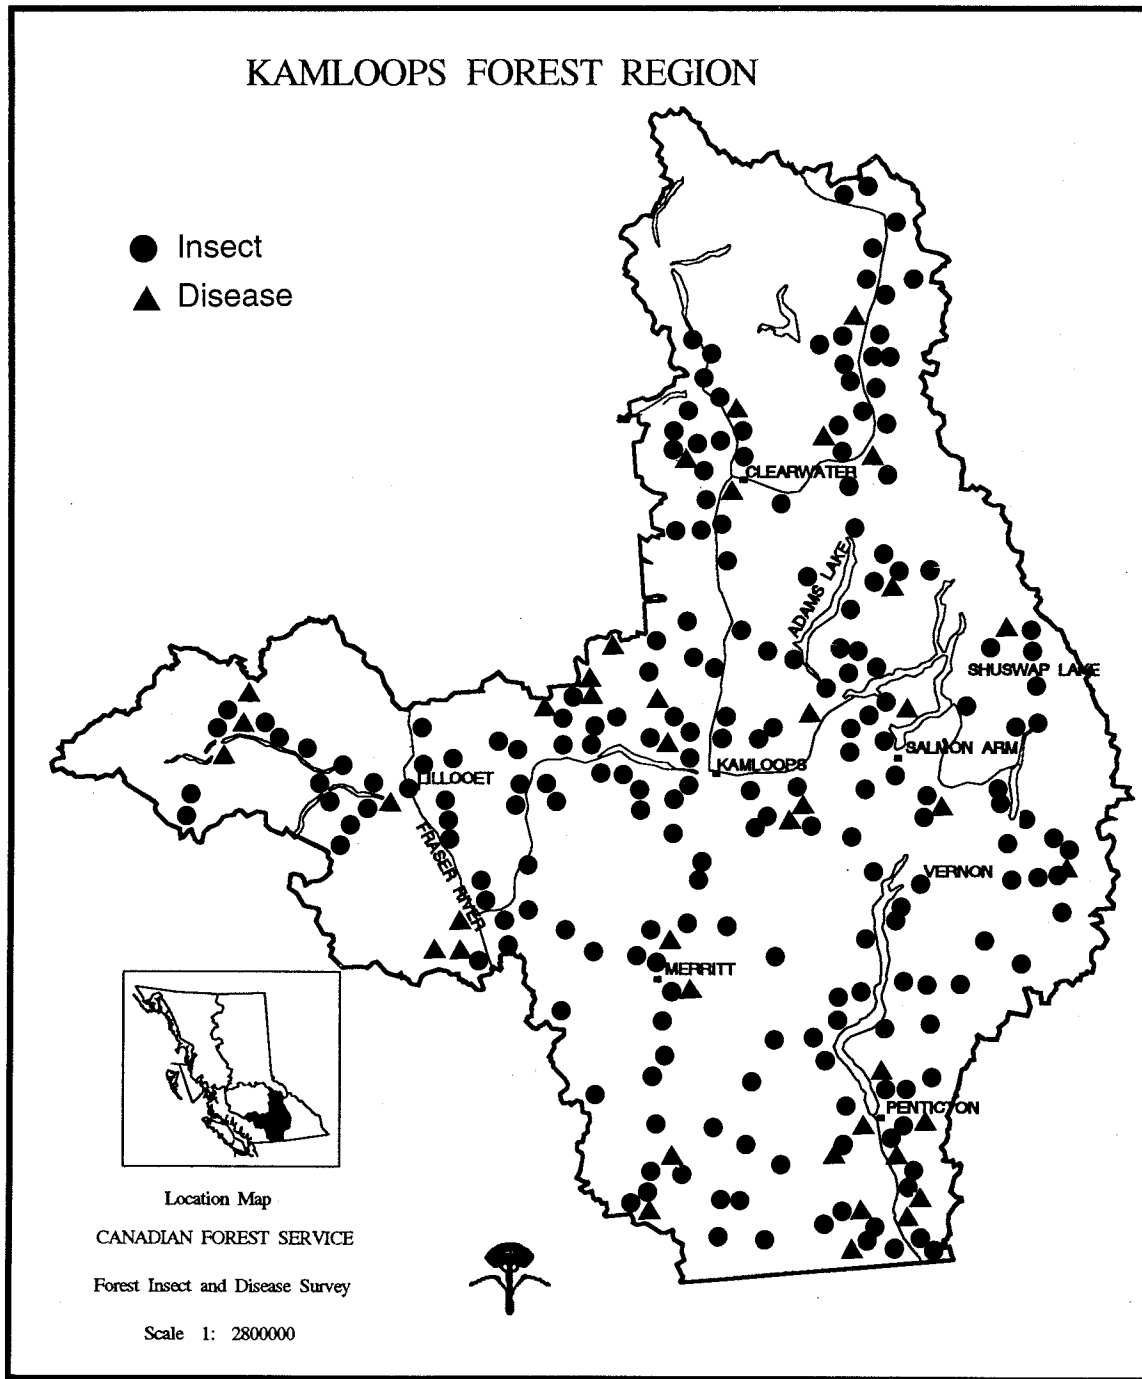 KAMLOOPS FOREST REGION
Insect
Disease
CLEARWATER
ADAMS LAKE
SHUSWAP LAKE
SALMON ARM
KAMLOOPS
LILLOOET
FRASER RIVER
VERNON
MERRITT
PENTICTON
Location Map
CANADIAN FOREST SERVICE
Forest Insect and Disease Survey
Scale 1: 2800000